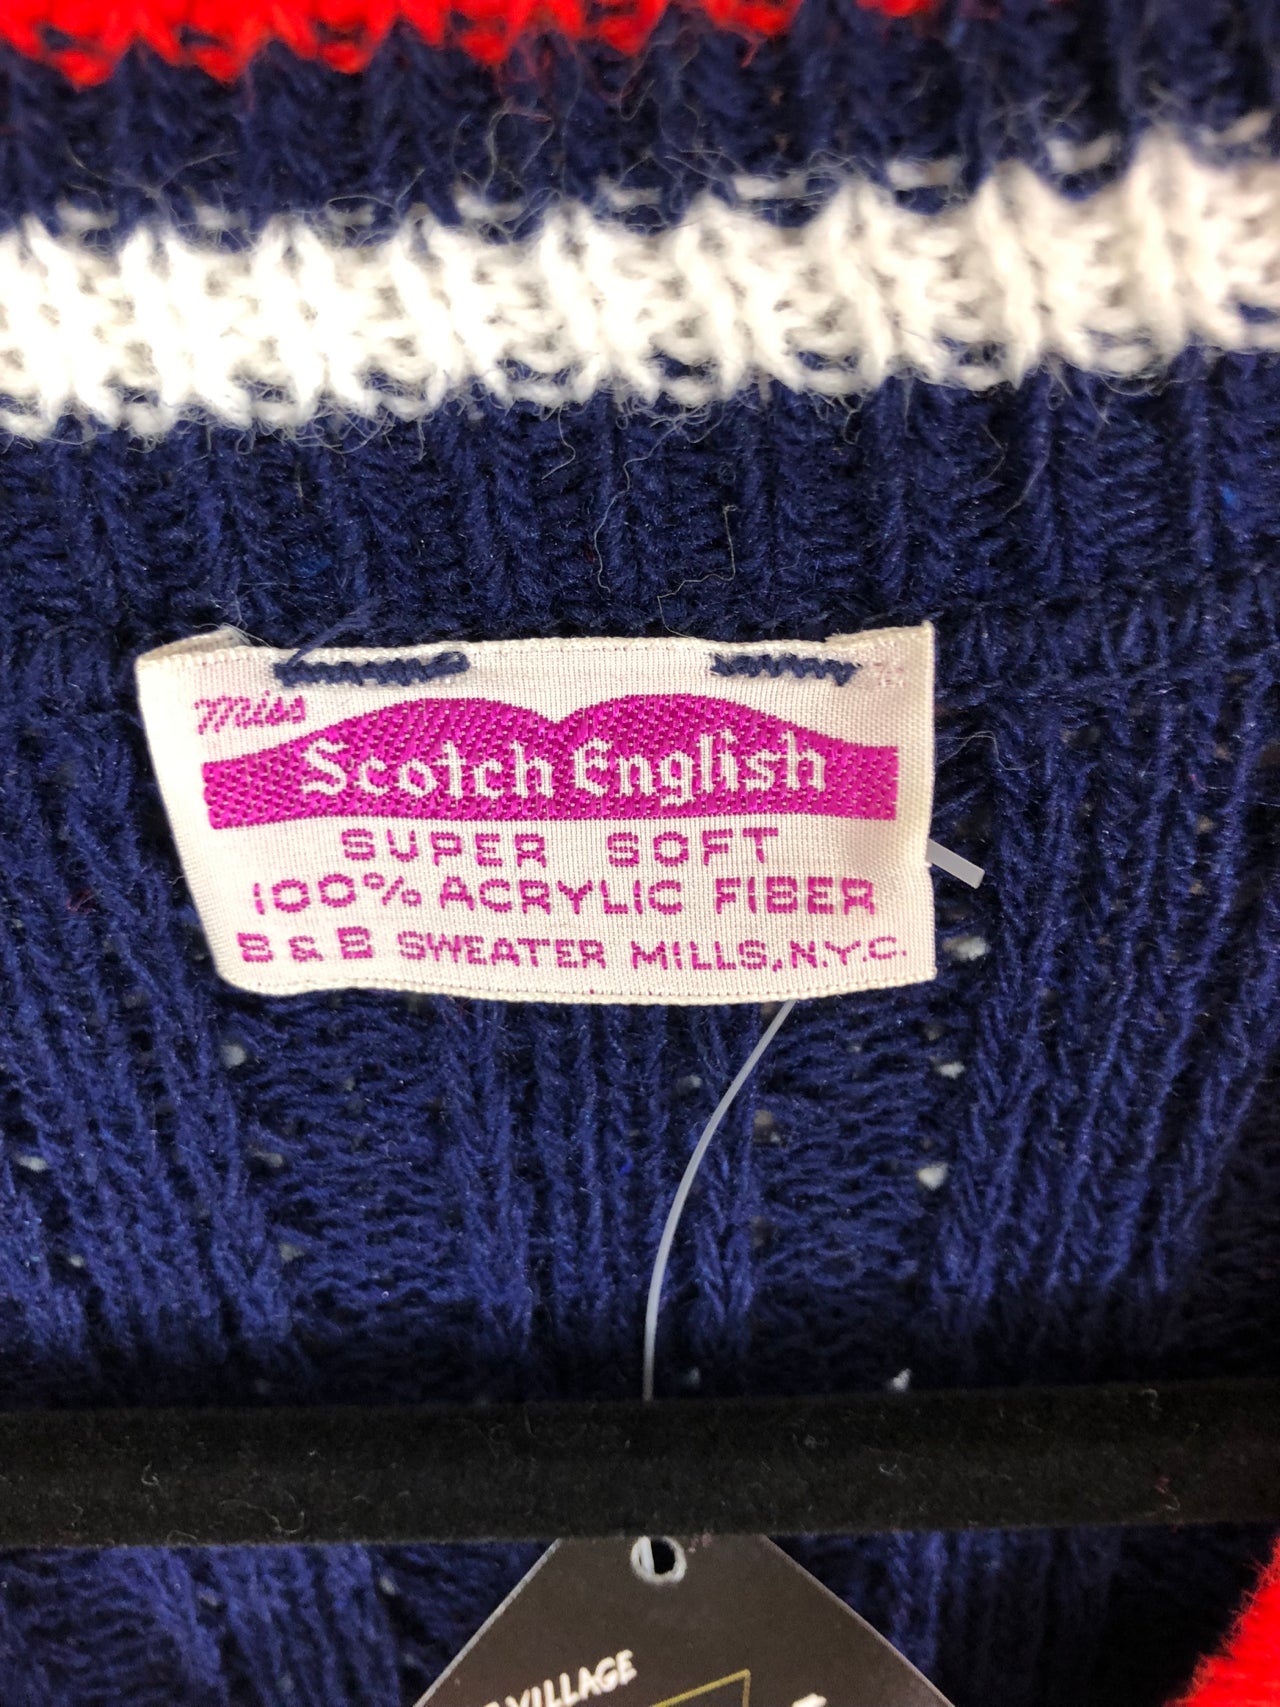 Miss
Scotch English
SUPER SOFT
100% ACRYLIC FIBER
B & B SWEATER MILLS, N.Y.C.
VILLAGE